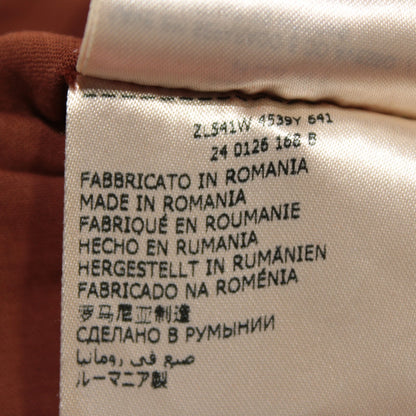 ZL541W 4539Y 641
24 0126 168 B
FABBRICATO IN ROMANIA
MADE IN ROMANIA
FABRIQUÉ EN ROUMANIE
HECHO EN RUMANIA
HERGESTELLT IN RUMÄNIEN
FABRICADO NA ROMÉNIA
罗马尼亚制造
СДЕЛАНО В РУМЫНИИ
صنع في رومانيا
ルーマニア製